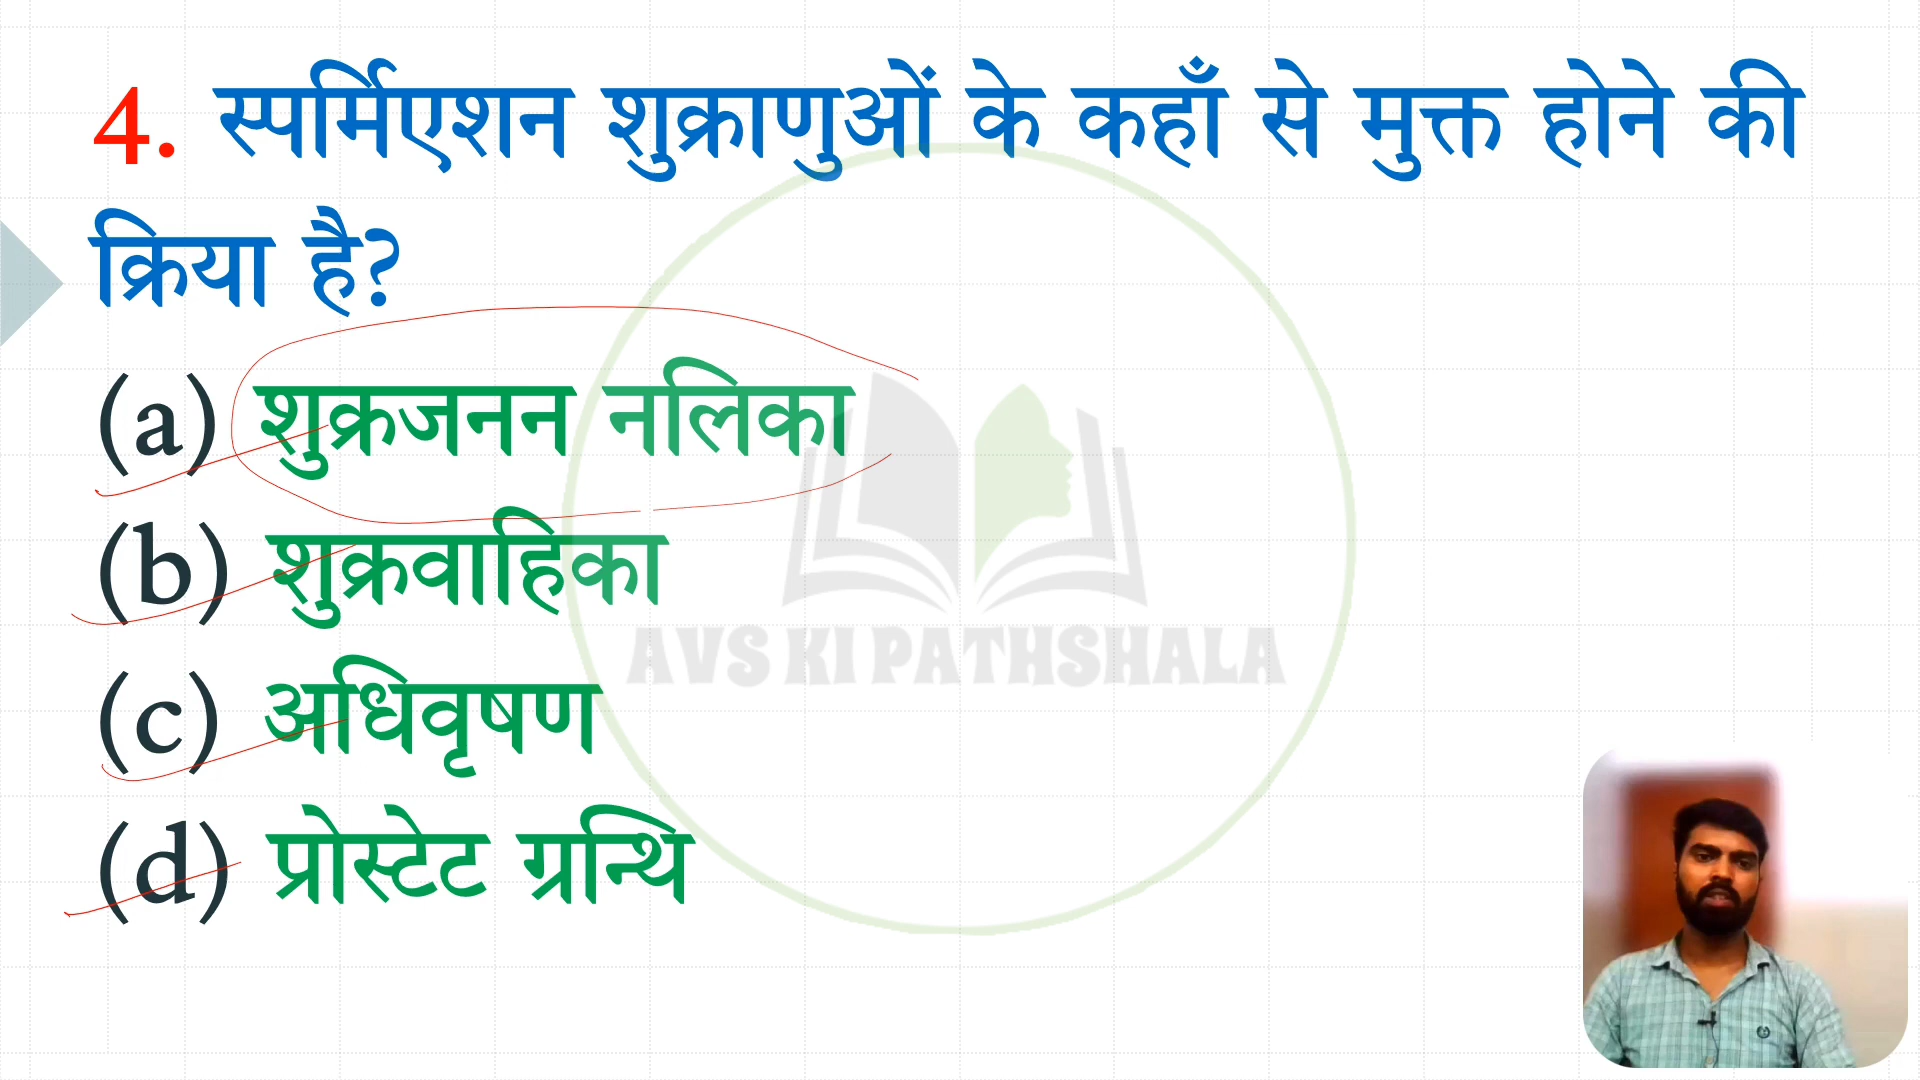 4. स्पर्मिएशन शुक्राणुओं के कहाँ से मुक्त होने की
क्रिया है?
(a) शुक्रजनन नलिका
(b) शुक्रवाहिका
(c) अधिवृषण
(d) प्रोस्टेट ग्रन्थि
AVS KI PATHSHALA